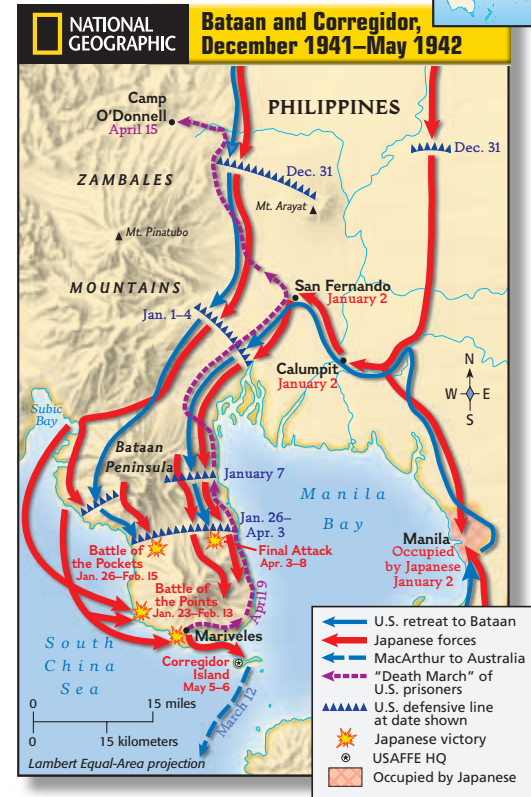 NATIONAL
GEOGRAPHIC
Bataan and Corregidor,
December 1941–May 1942
Camp
O'Donnell
April 15
PHILIPPINES
Dec. 31
Dec. 31
ZAMBALES
Mt. Arayat
Mt. Pinatubo
MOUNTAINS
San Fernando
January 2
Jan. 1–4
Calumpit
January 2
N
W
E
S
Subic
Bay
Bataan
Peninsula
January 7
Manila
Bay
Jan. 26–
Apr. 3
Battle of
the Pockets
Jan. 26–Feb. 15
Final Attack
Apr. 3–8
Manila
Occupied
by Japanese
January 2
Battle of
the Points
Jan. 23–Feb. 13
April 9
Mariveles
South
China
Sea
Corregidor
Island
May 5–6
March 12
0
15 miles
0
15 kilometers
Lambert Equal-Area projection
U.S. retreat to Bataan
Japanese forces
MacArthur to Australia
"Death March" of
U.S. prisoners
U.S. defensive line
at date shown
Japanese victory
USAFFE HQ
Occupied by Japanese